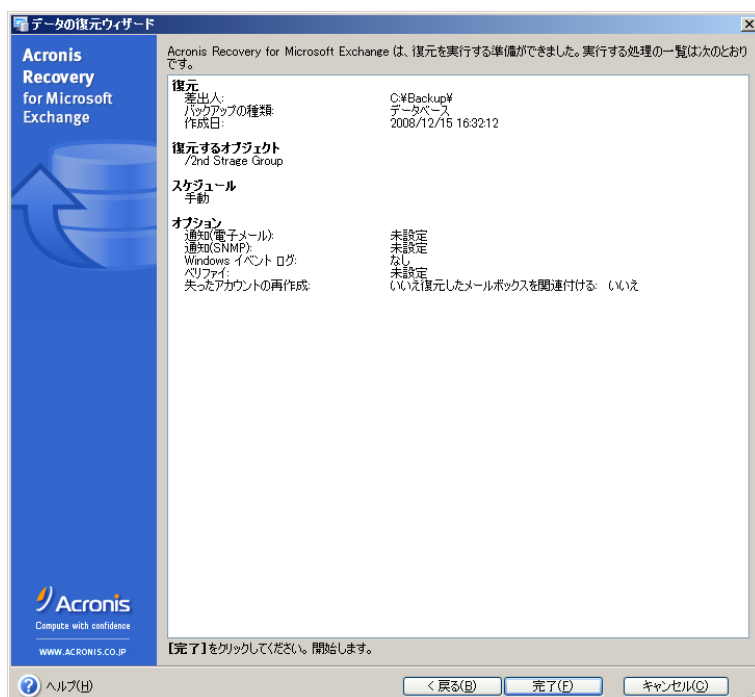 データの復元ウィザード
Acronis
Recovery
for Microsoft
Exchange
Acronis Recovery for Microsoft Exchange は、復元を実行する準備ができました。実行する処理の一覧は次のとおり
です。
復元
差出人: C:¥Backup¥
バックアップの種類: データベース
作成日: 2008/12/15 16:32:12
復元するオブジェクト
/2nd Strage Group
スケジュール
手動
オプション
通知(電子メール): 未設定
通知(SNMP): 未設定
Windows イベント ログ: なし
ベリファイ: 未設定
失ったアカウントの再作成: いいえ復元したメールボックスを関連付ける: いいえ
Acronis
Compute with confidence
WWW.ACRONIS.CO.JP
[完了]をクリックしてください。開始します。
ヘルプ(H)
< 戻る(B)
完了(F)
キャンセル(C)